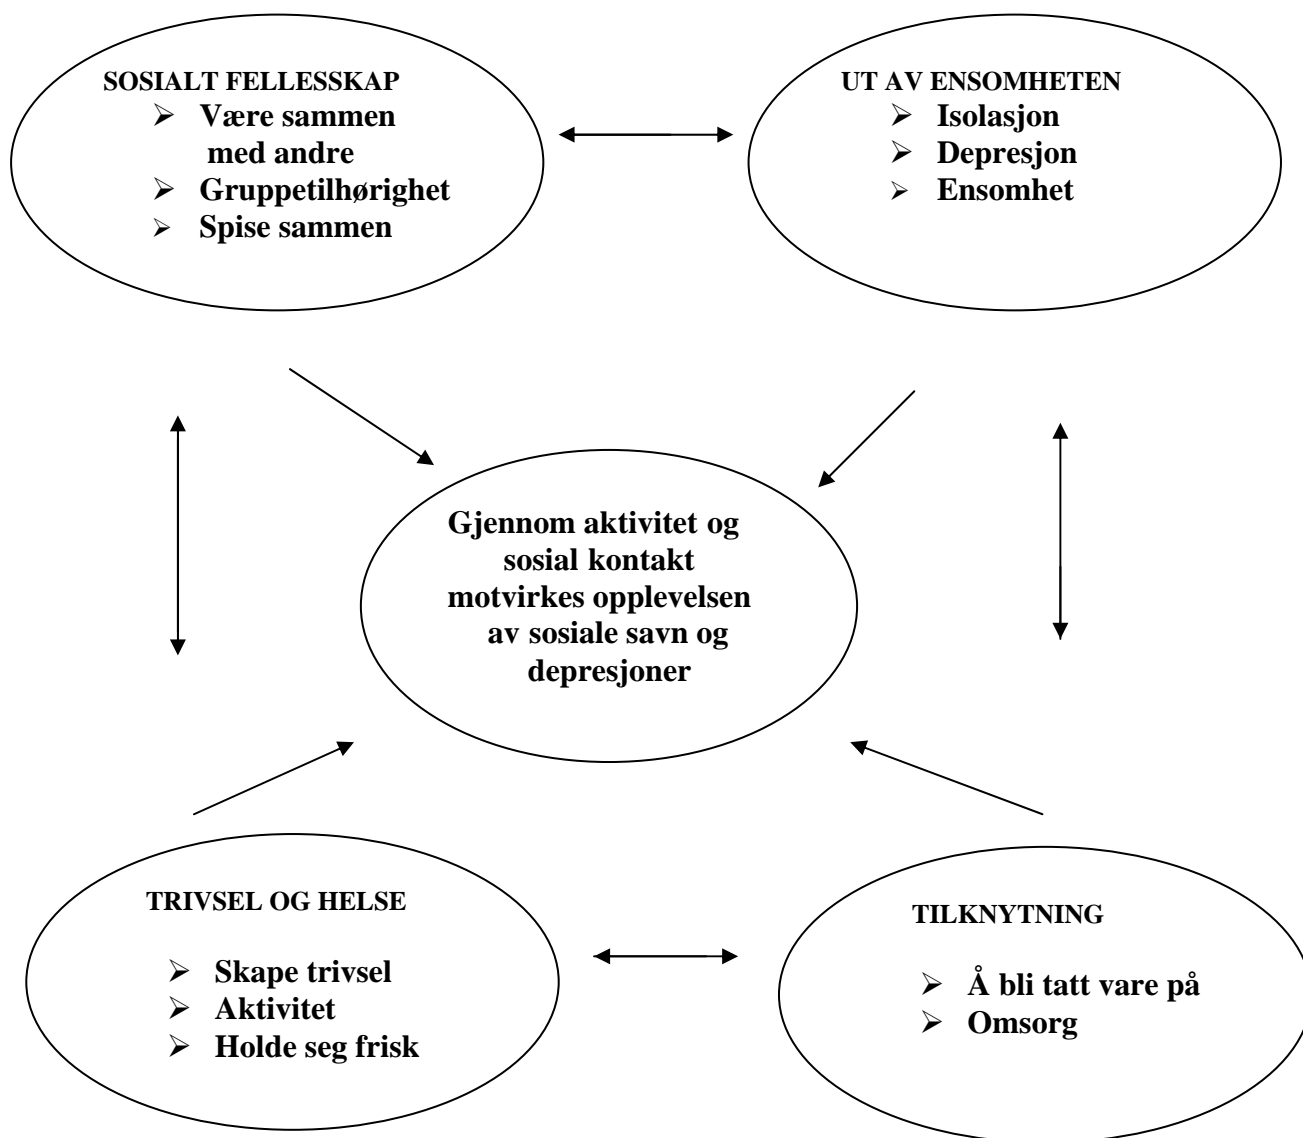 SOSIALT FELLESSKAP
➢ Være sammen
med andre
➢ Gruppetilhørighet
➢ Spise sammen
UT AV ENSOMHETEN
➢ Isolasjon
➢ Depresjon
➢ Ensomhet
Gjennom aktivitet og
sosial kontakt
motvirkes opplevelsen
av sosiale savn og
depresjoner
TRIVSEL OG HELSE
➢ Skape trivsel
➢ Aktivitet
➢ Holde seg frisk
TILKNYTNING
➢ Å bli tatt vare på
➢ Omsorg